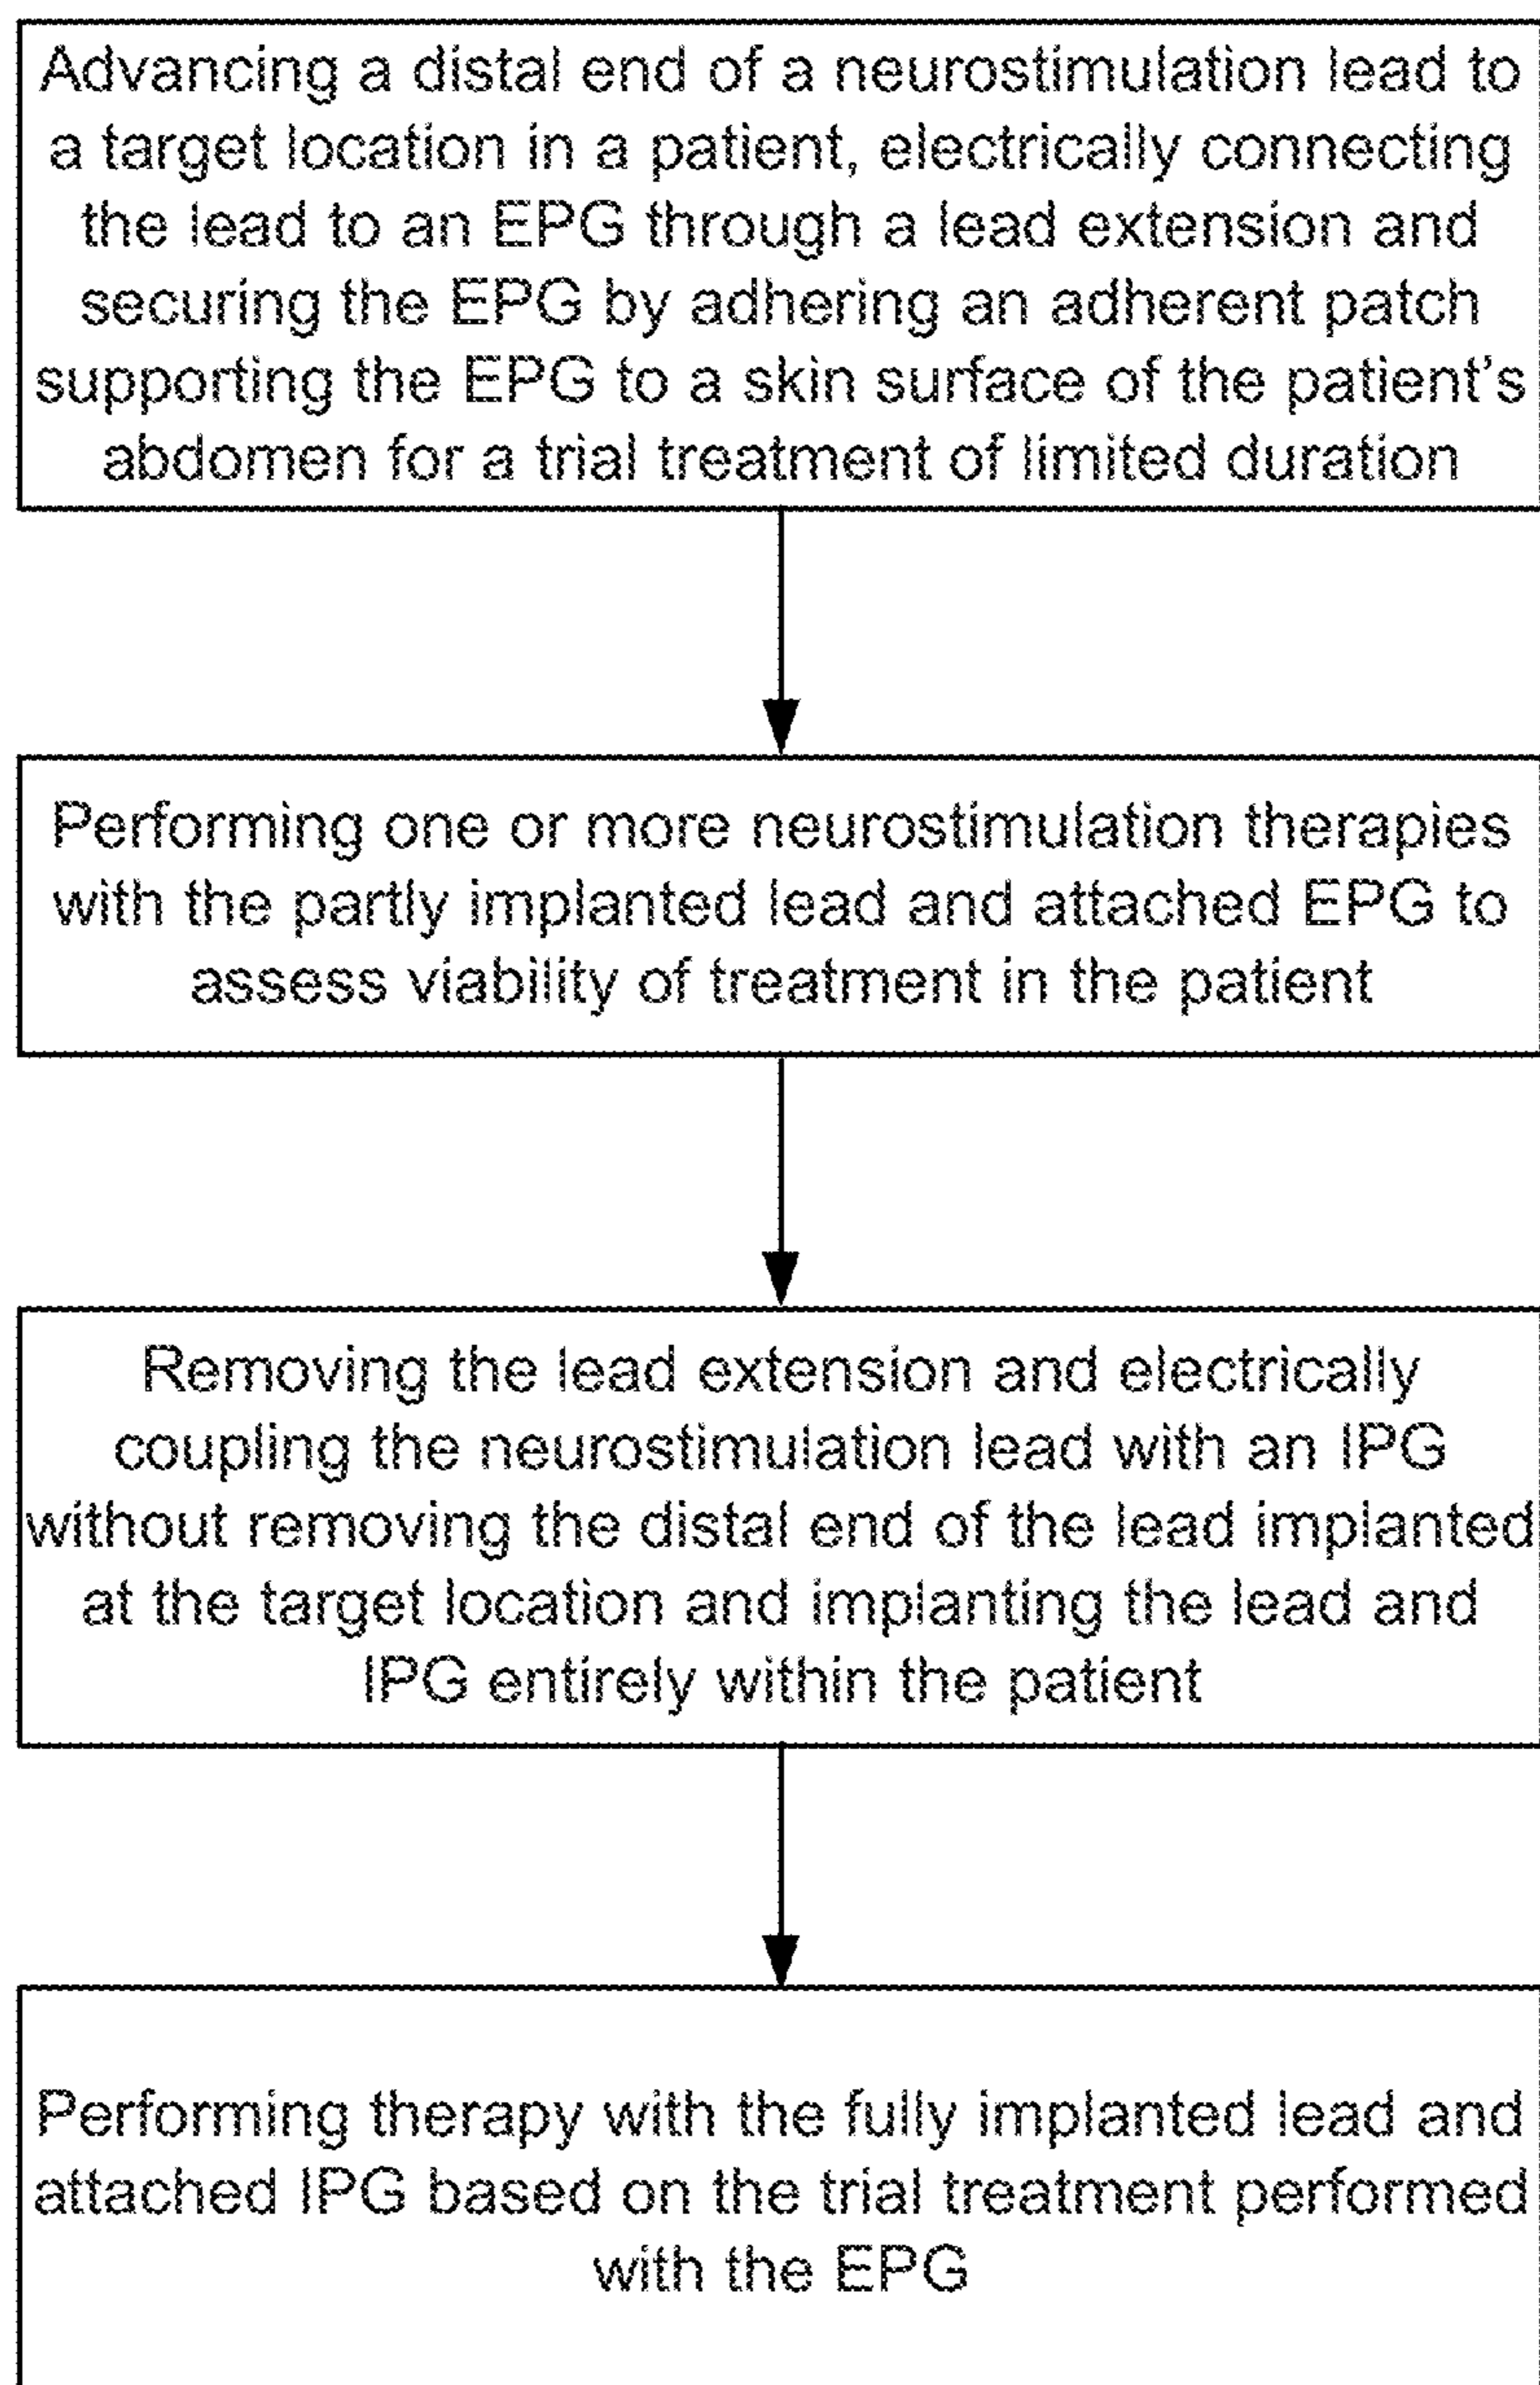 Advancing a distal end of a neurostimulation lead to
a target location in a patient, electrically connecting
the lead to an EPG through a lead extension and
securing the EPG by adhering an adherent patch
supporting the EPG to a skin surface of the patient's
abdomen for a trial treatment of limited duration
Performing one or more neurostimulation therapies
with the partly implanted lead and attached EPG to
assess viability of treatment in the patient
Removing the lead extension and electrically
coupling the neurostimulation lead with an IPG
without removing the distal end of the lead implanted
at the target location and implanting the lead and
IPG entirely within the patient
Performing therapy with the fully implanted lead and
attached IPG based on the trial treatment performed
with the EPG